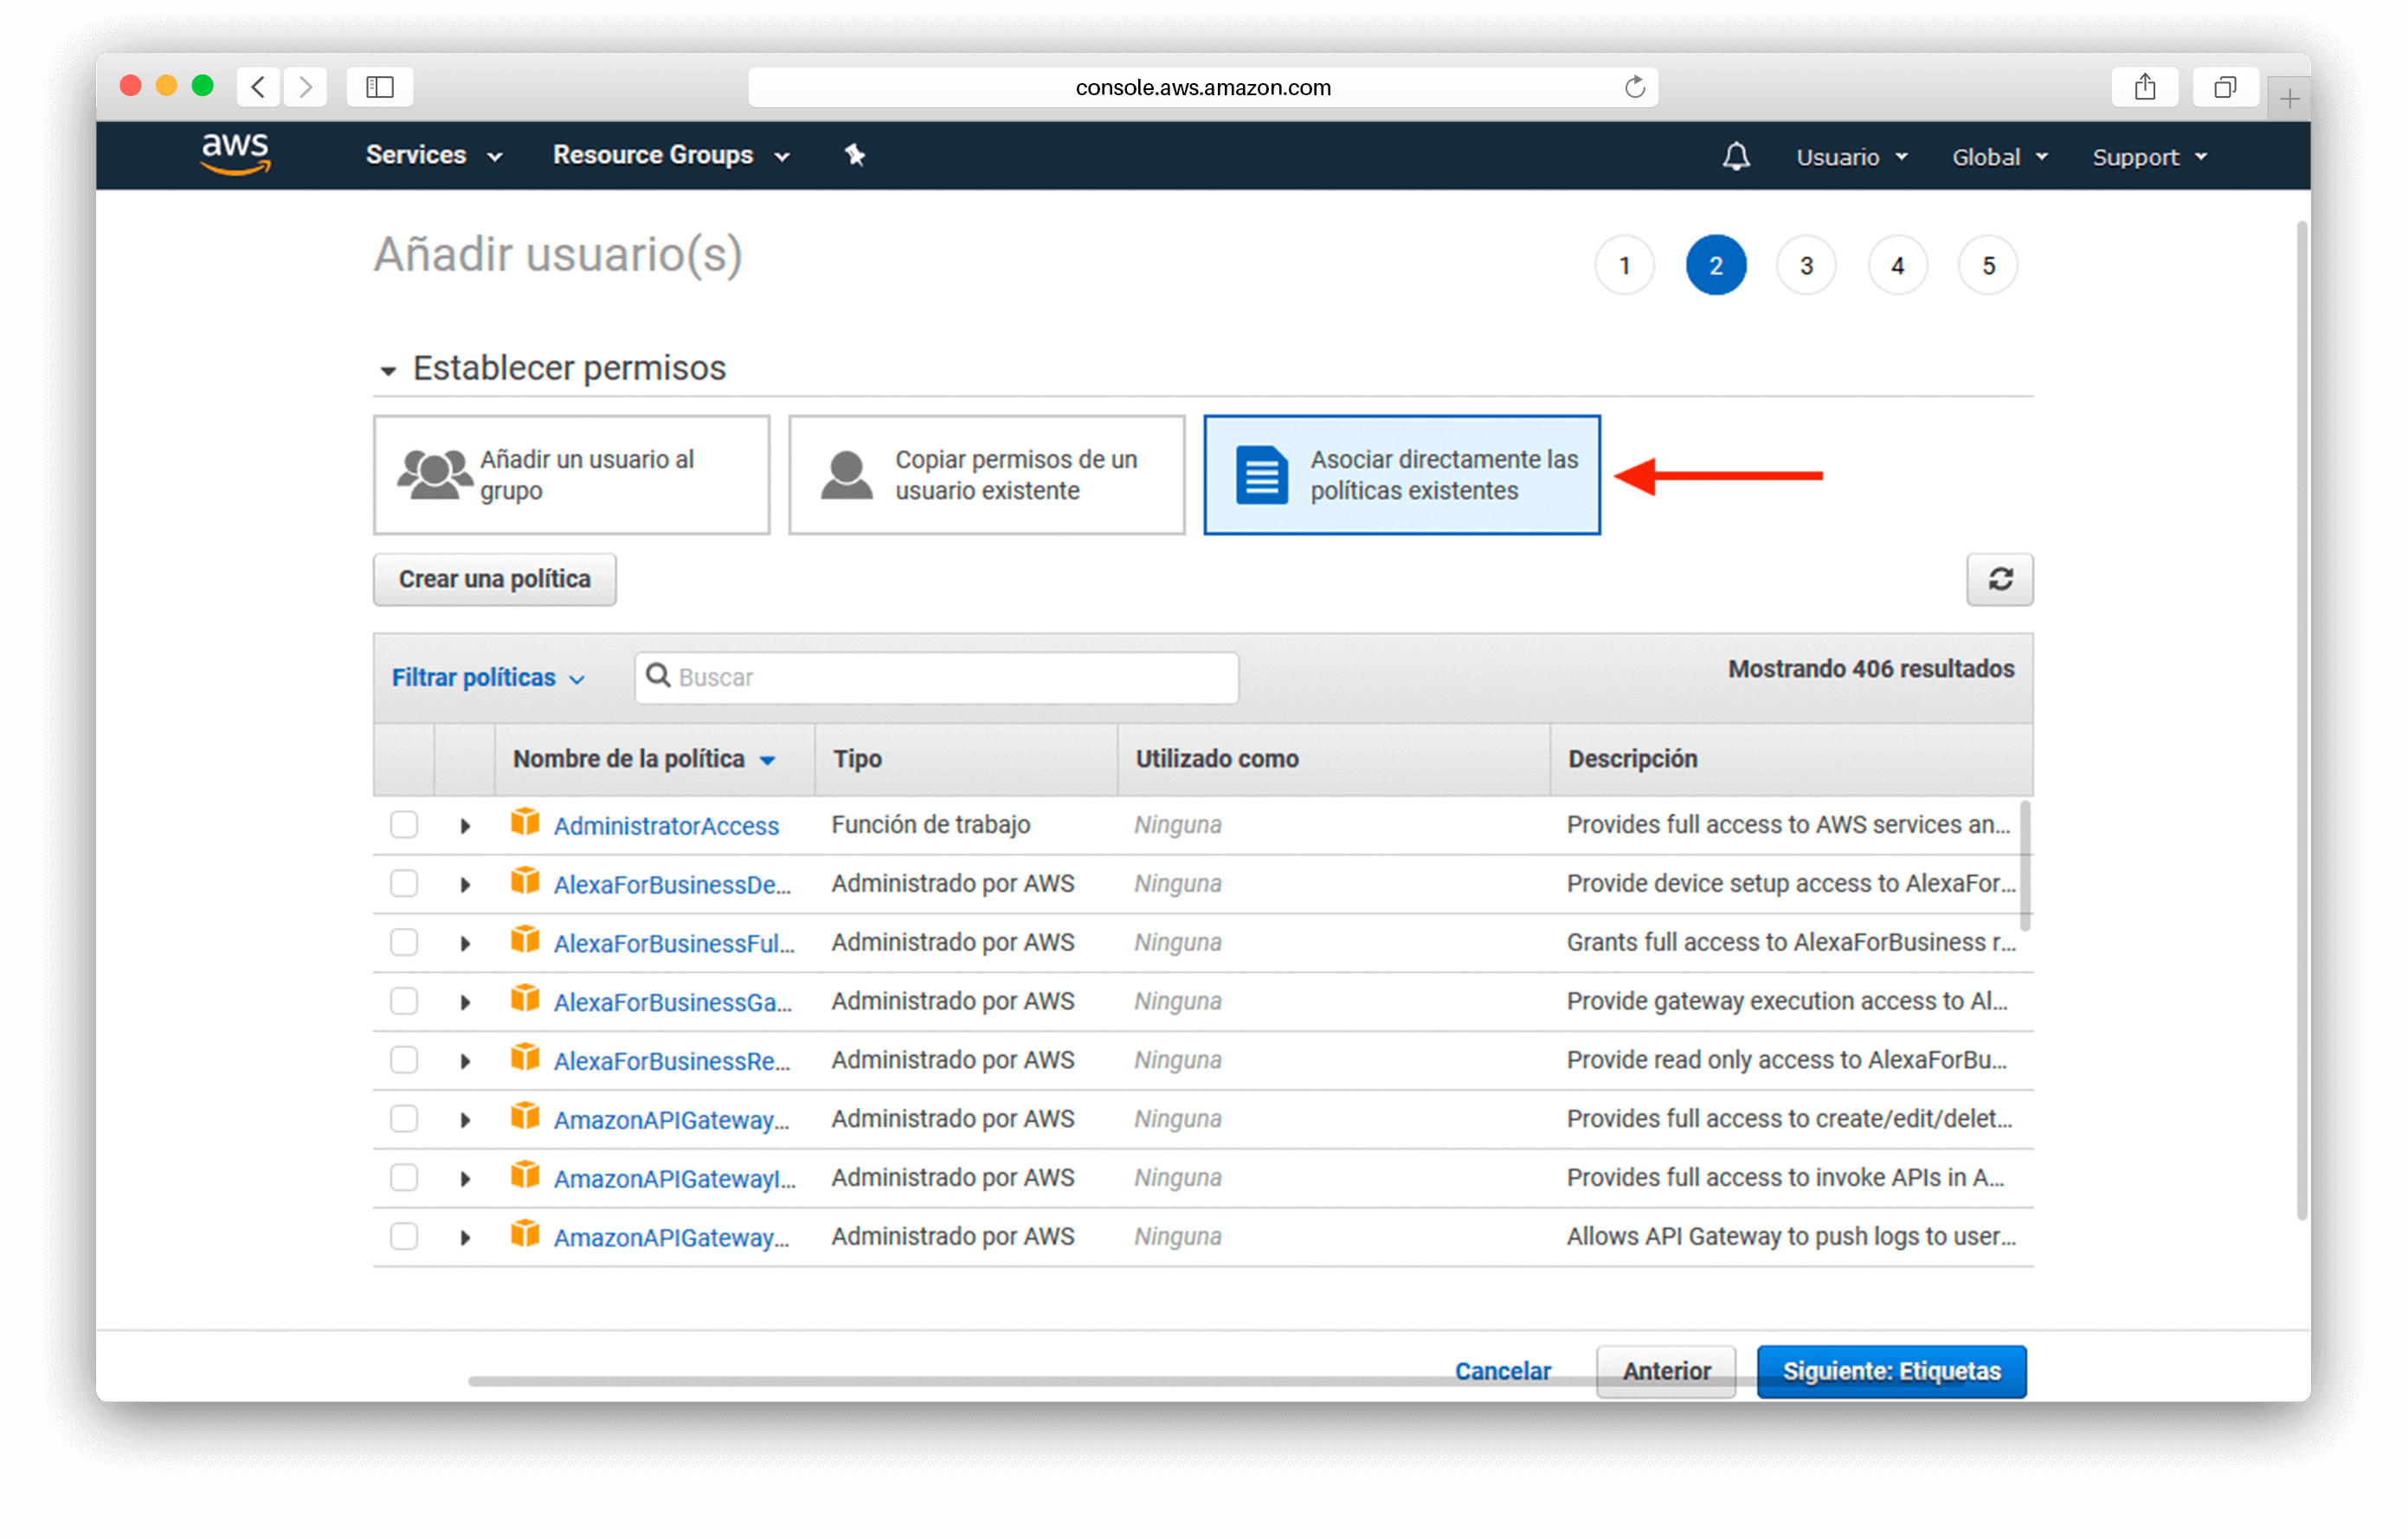 console.aws.amazon.com
aws Services Resource Groups Usuario Global Support
Añadir usuario(s) 1 2 3 4 5
Establecer permisos
Añadir un usuario al
grupo
Copiar permisos de un
usuario existente
Asociar directamente las
políticas existentes
Crear una política
Filtrar políticas Buscar Mostrando 406 resultados
Nombre de la política Tipo Utilizado como Descripción
AdministratorAccess Función de trabajo Ninguna Provides full access to AWS services an...
AlexaForBusinessDe... Administrado por AWS Ninguna Provide device setup access to AlexaFor...
AlexaForBusinessFul... Administrado por AWS Ninguna Grants full access to AlexaForBusiness r...
AlexaForBusinessGa... Administrado por AWS Ninguna Provide gateway execution access to Al...
AlexaForBusinessRe... Administrado por AWS Ninguna Provide read only access to AlexaForBu...
AmazonAPIGateway... Administrado por AWS Ninguna Provides full access to create/edit/delet...
AmazonAPIGatewayI... Administrado por AWS Ninguna Provides full access to invoke APIs in A...
AmazonAPIGateway... Administrado por AWS Ninguna Allows API Gateway to push logs to user...
Cancelar Anterior Siguiente: Etiquetas